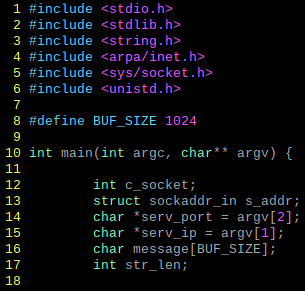 1 #include <stdio.h>
2 #include <stdlib.h>
3 #include <string.h>
4 #include <arpa/inet.h>
5 #include <sys/socket.h>
6 #include <unistd.h>
7
8 #define BUF_SIZE 1024
9
10 int main(int argc, char** argv) {
11
12         int c_socket;
13         struct sockaddr_in s_addr;
14         char *serv_port = argv[2];
15         char *serv_ip = argv[1];
16         char message[BUF_SIZE];
17         int str_len;
18